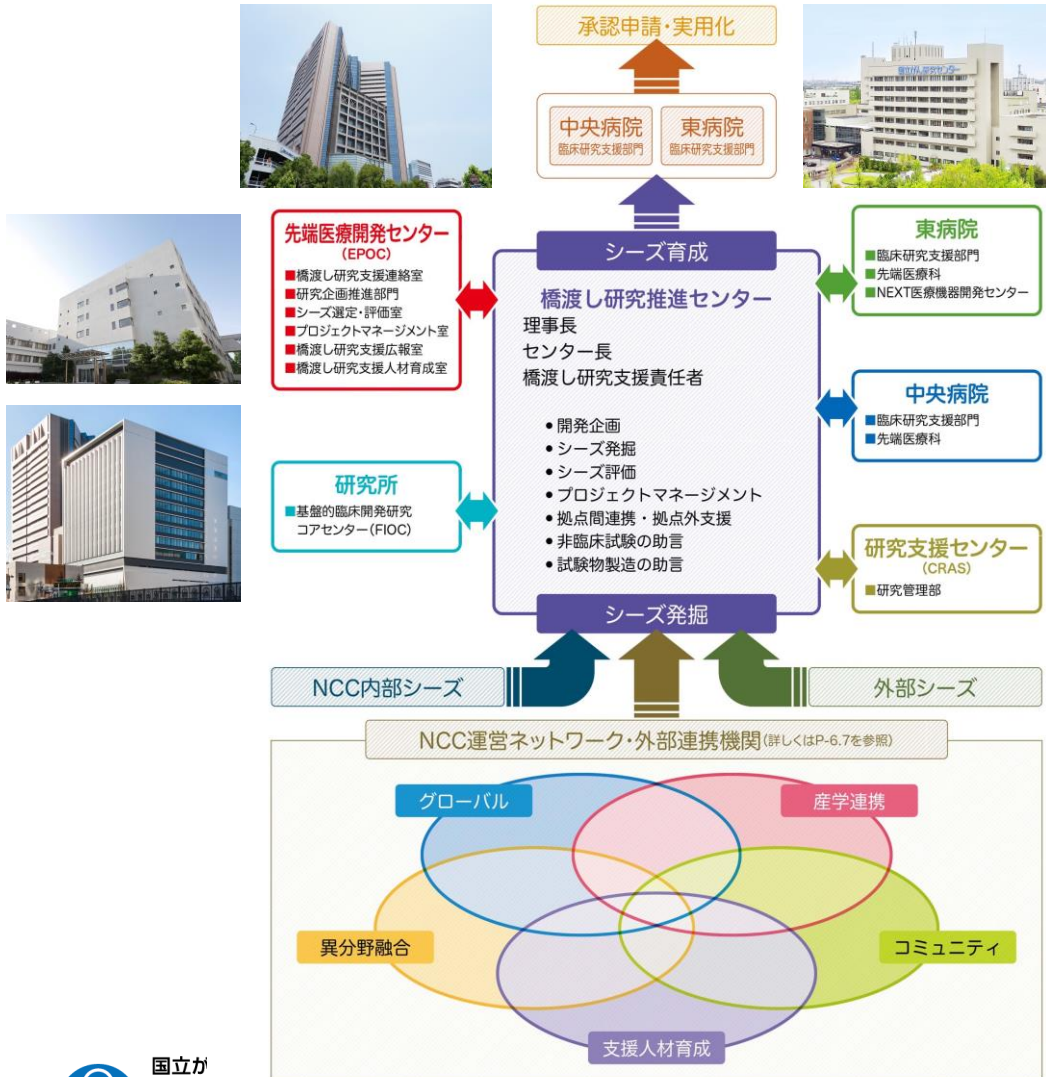 承認申請・実用化
中央病院
臨床研究支援部門
東病院
臨床研究支援部門
国立がん研究センター
シーズ育成
橋渡し研究推進センター
理事長
センター長
橋渡し研究支援責任者
•開発企画
•シーズ発掘
•シーズ評価
•プロジェクトマネージメント
•拠点間連携・拠点外支援
•非臨床試験の助言
•試験物製造の助言
シーズ発掘
先端医療開発センター
(EPOC)
■橋渡し研究支援連絡室
■研究企画推進部門
■シーズ選定・評価室
■プロジェクトマネージメント室
■橋渡し研究支援広報室
■橋渡し研究支援人材育成室
研究所
■基盤的臨床開発研究
コアセンター(FIOC)
東病院
■臨床研究支援部門
■先端医療科
■NEXT医療機器開発センター
中央病院
■臨床研究支援部門
■先端医療科
研究支援センター
(CRAS)
■研究管理部
NCC内部シーズ
外部シーズ
NCC運営ネットワーク・外部連携機関(詳しくはP-6.7を参照)
グローバル
産学連携
異分野融合
コミュニティ
支援人材育成
国立が